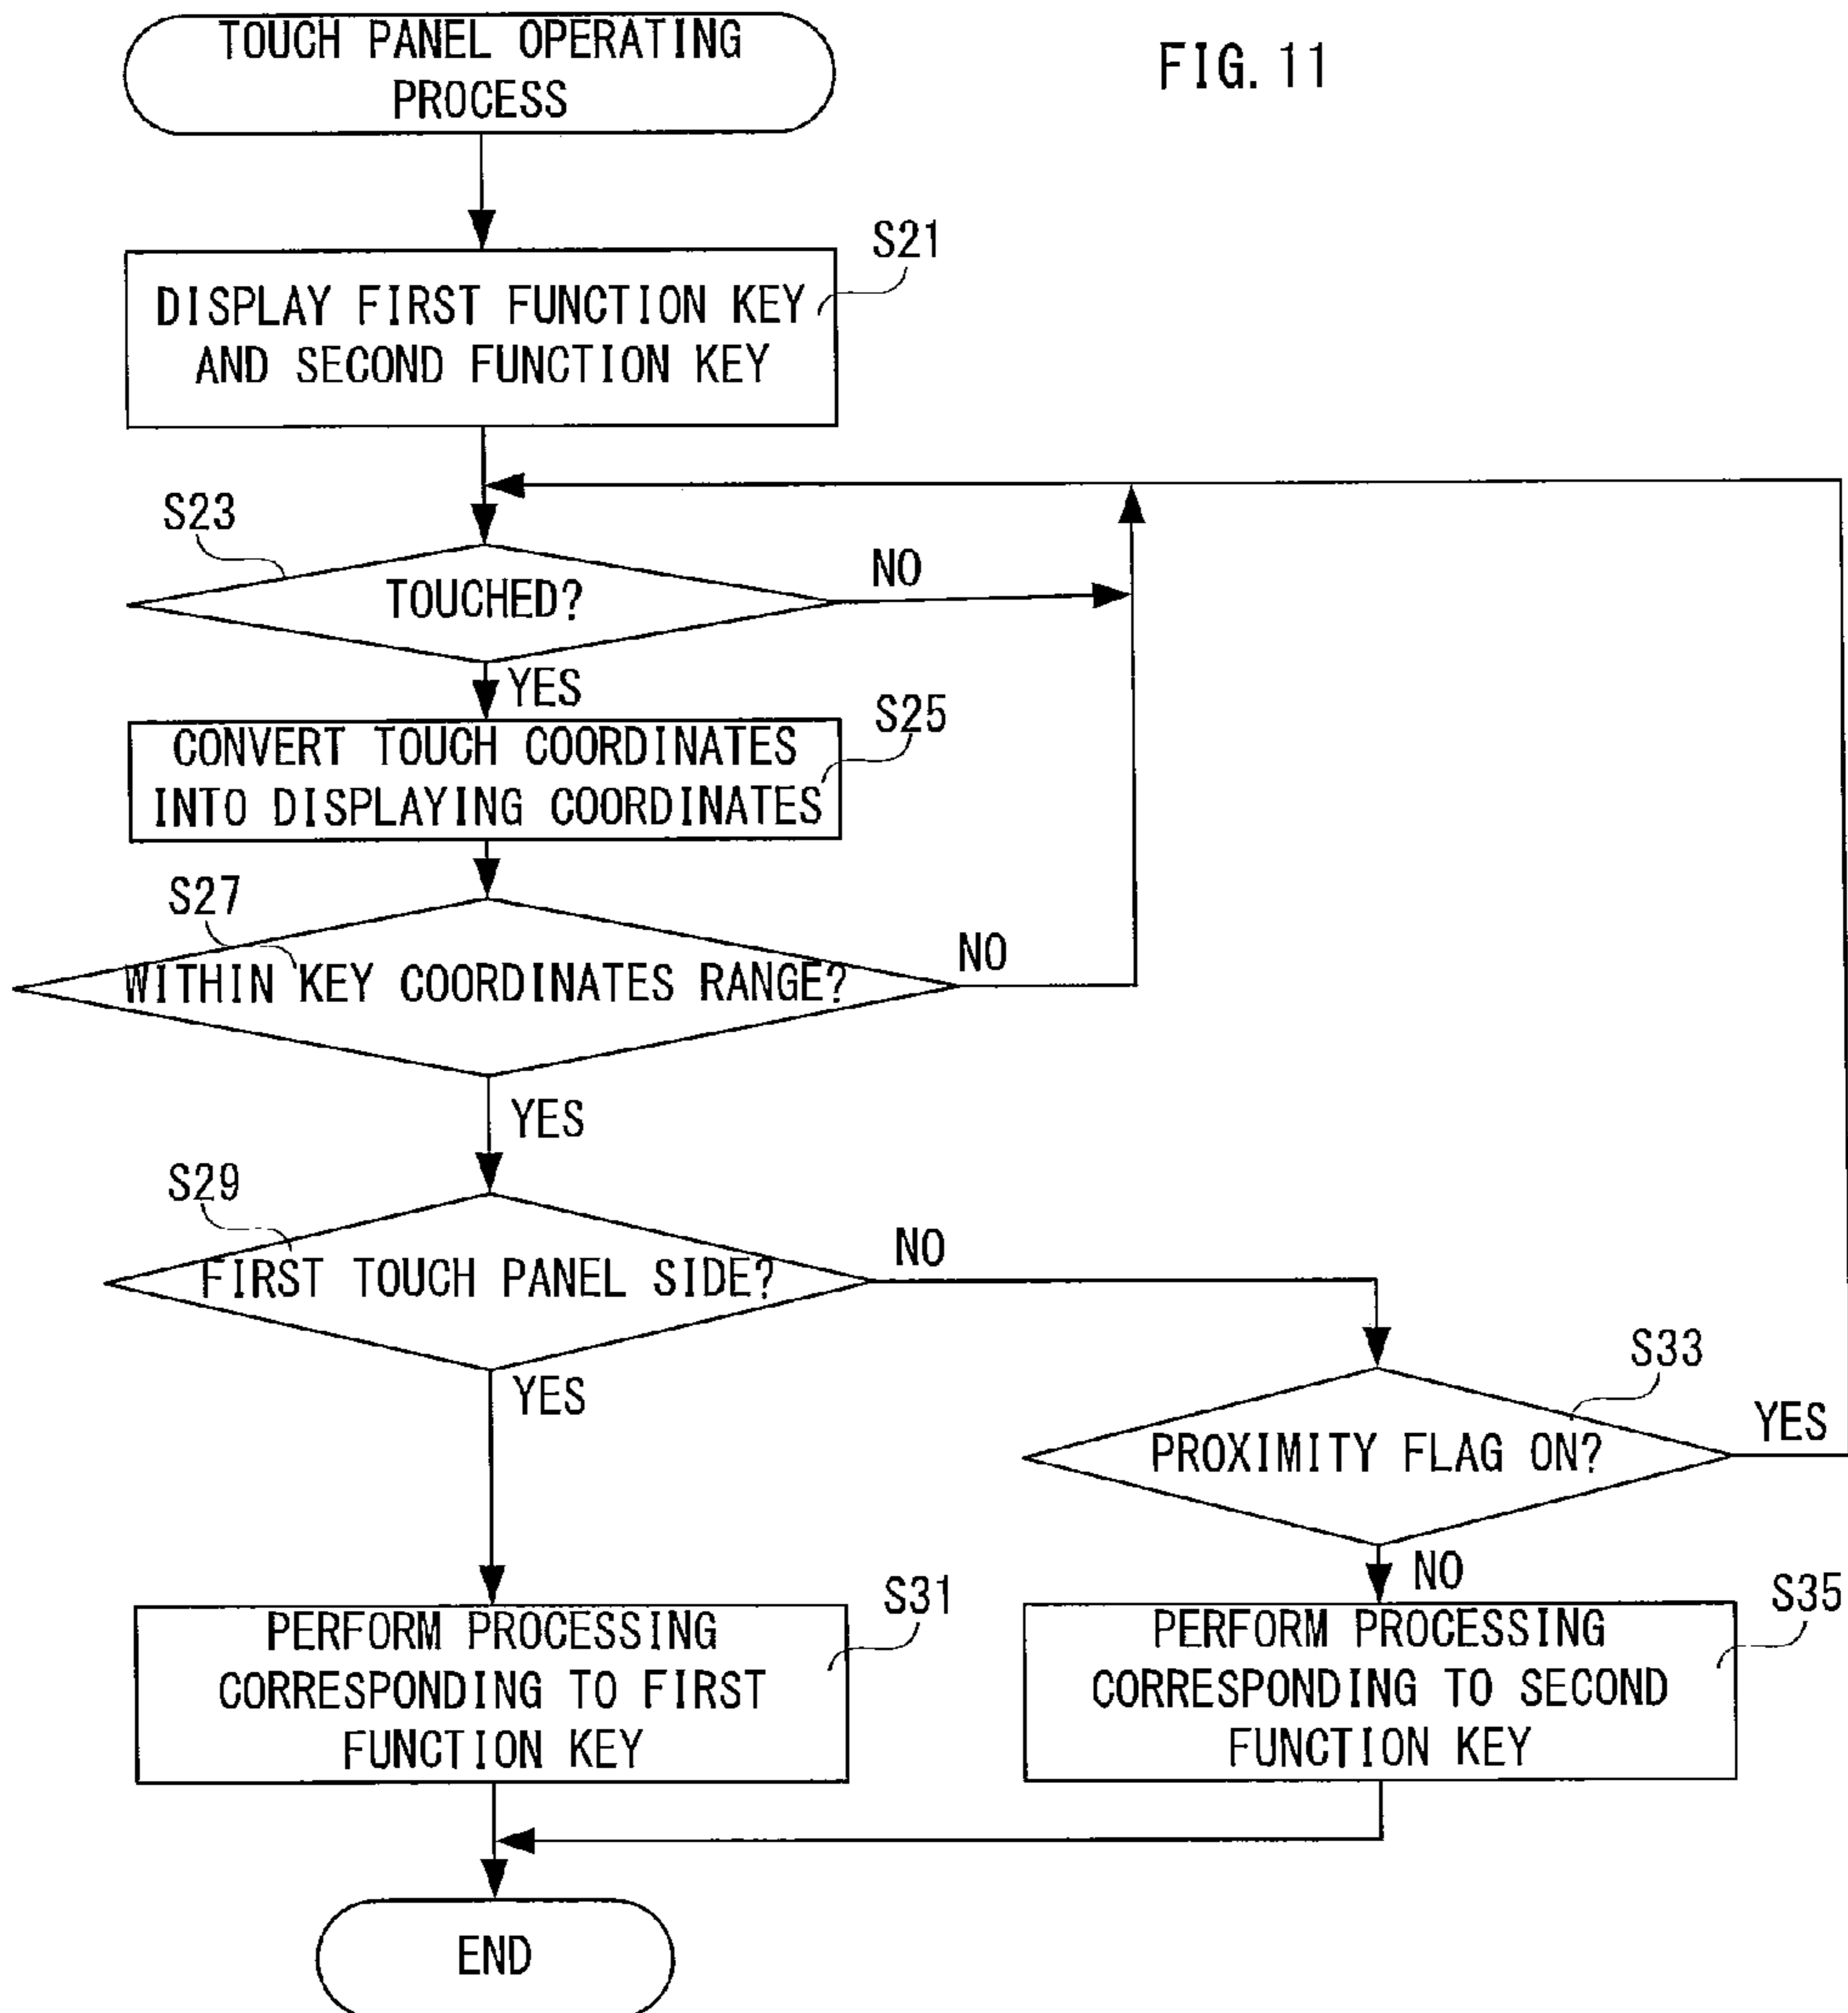 TOUCH PANEL OPERATING
PROCESS
FIG. 11
S21
DISPLAY FIRST FUNCTION KEY
AND SECOND FUNCTION KEY
S23
TOUCHED?
NO
YES
S25
CONVERT TOUCH COORDINATES
INTO DISPLAYING COORDINATES
S27
WITHIN KEY COORDINATES RANGE?
NO
YES
S29
FIRST TOUCH PANEL SIDE?
NO
YES
S33
PROXIMITY FLAG ON?
YES
NO
S31
PERFORM PROCESSING
CORRESPONDING TO FIRST
FUNCTION KEY
S35
PERFORM PROCESSING
CORRESPONDING TO SECOND
FUNCTION KEY
END